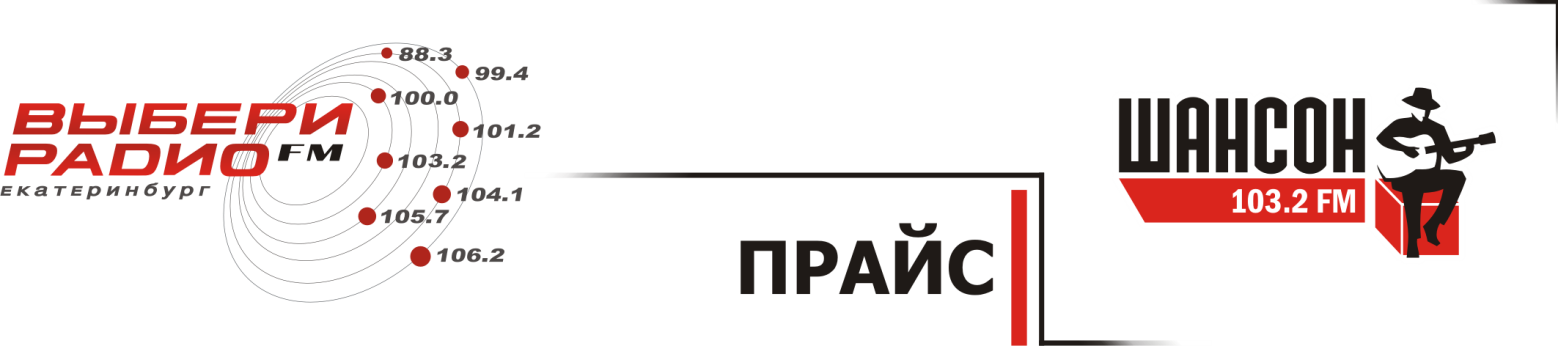 ВЫБЕРИ
РАДИО FM
екатеринбург
88.3
99.4
100.0
101.2
103.2
104.1
105.7
106.2
ПРАЙС
ШАНСОН
103.2 FM